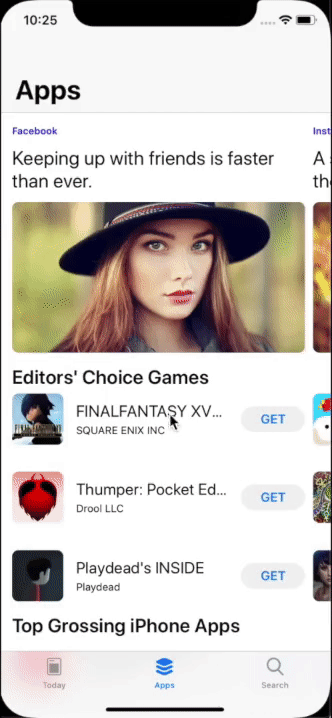 10:25
Apps
Facebook
Inst
Keeping up with friends is faster
than ever.
A
th
Editors' Choice Games
FINALFANTASY XV...
SQUARE ENIX INC
GET
Thumper: Pocket Ed...
Drool LLC
GET
Playdead's INSIDE
Playdead
GET
Top Grossing iPhone Apps
Today
Apps
Search